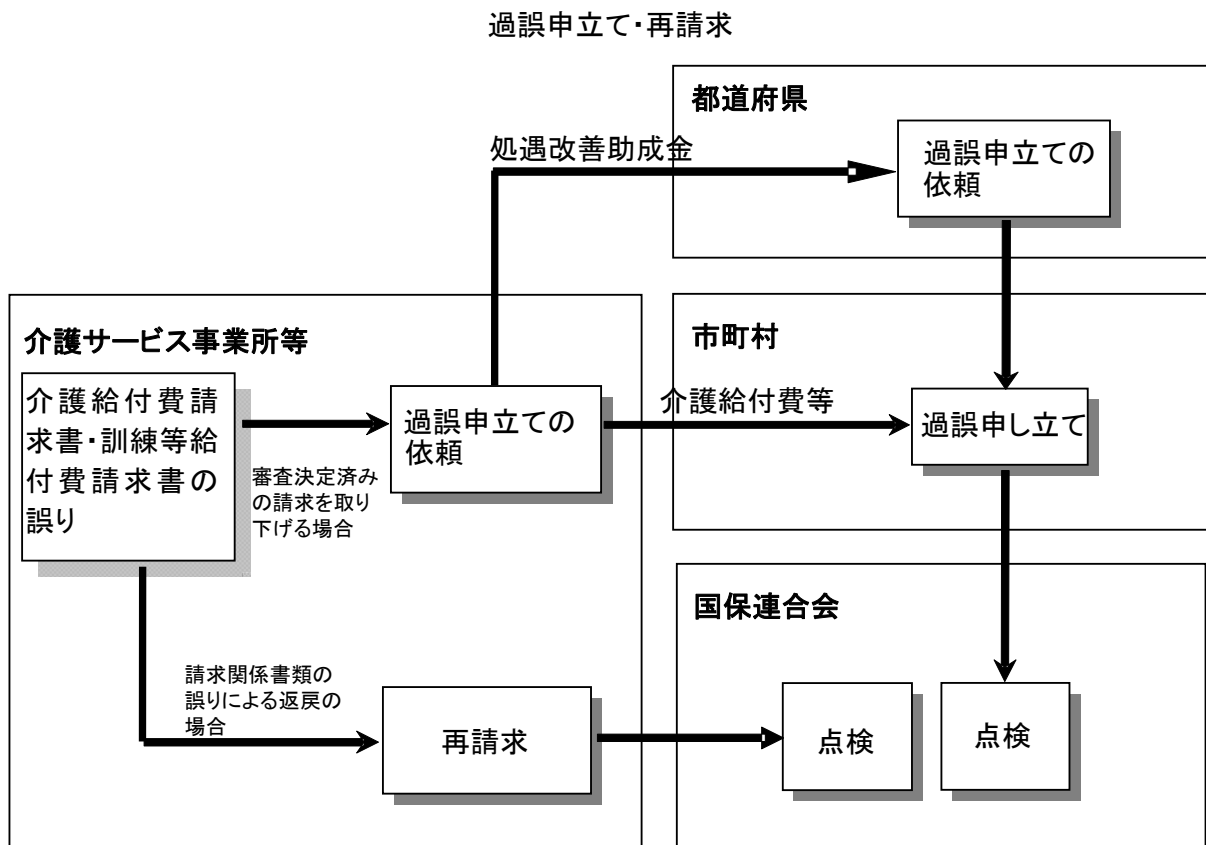 過誤申立て・再請求
都道府県
処遇改善助成金
過誤申立ての
依頼
介護サービス事業所等
市町村
介護給付費請
求書・訓練等給
付費請求書の
誤り
審査決定済み
の請求を取り
下げる場合
過誤申立ての
依頼
介護給付費等
過誤申し立て
国保連合会
請求関係書類の
誤りによる返戻の
場合
再請求
点検
点検